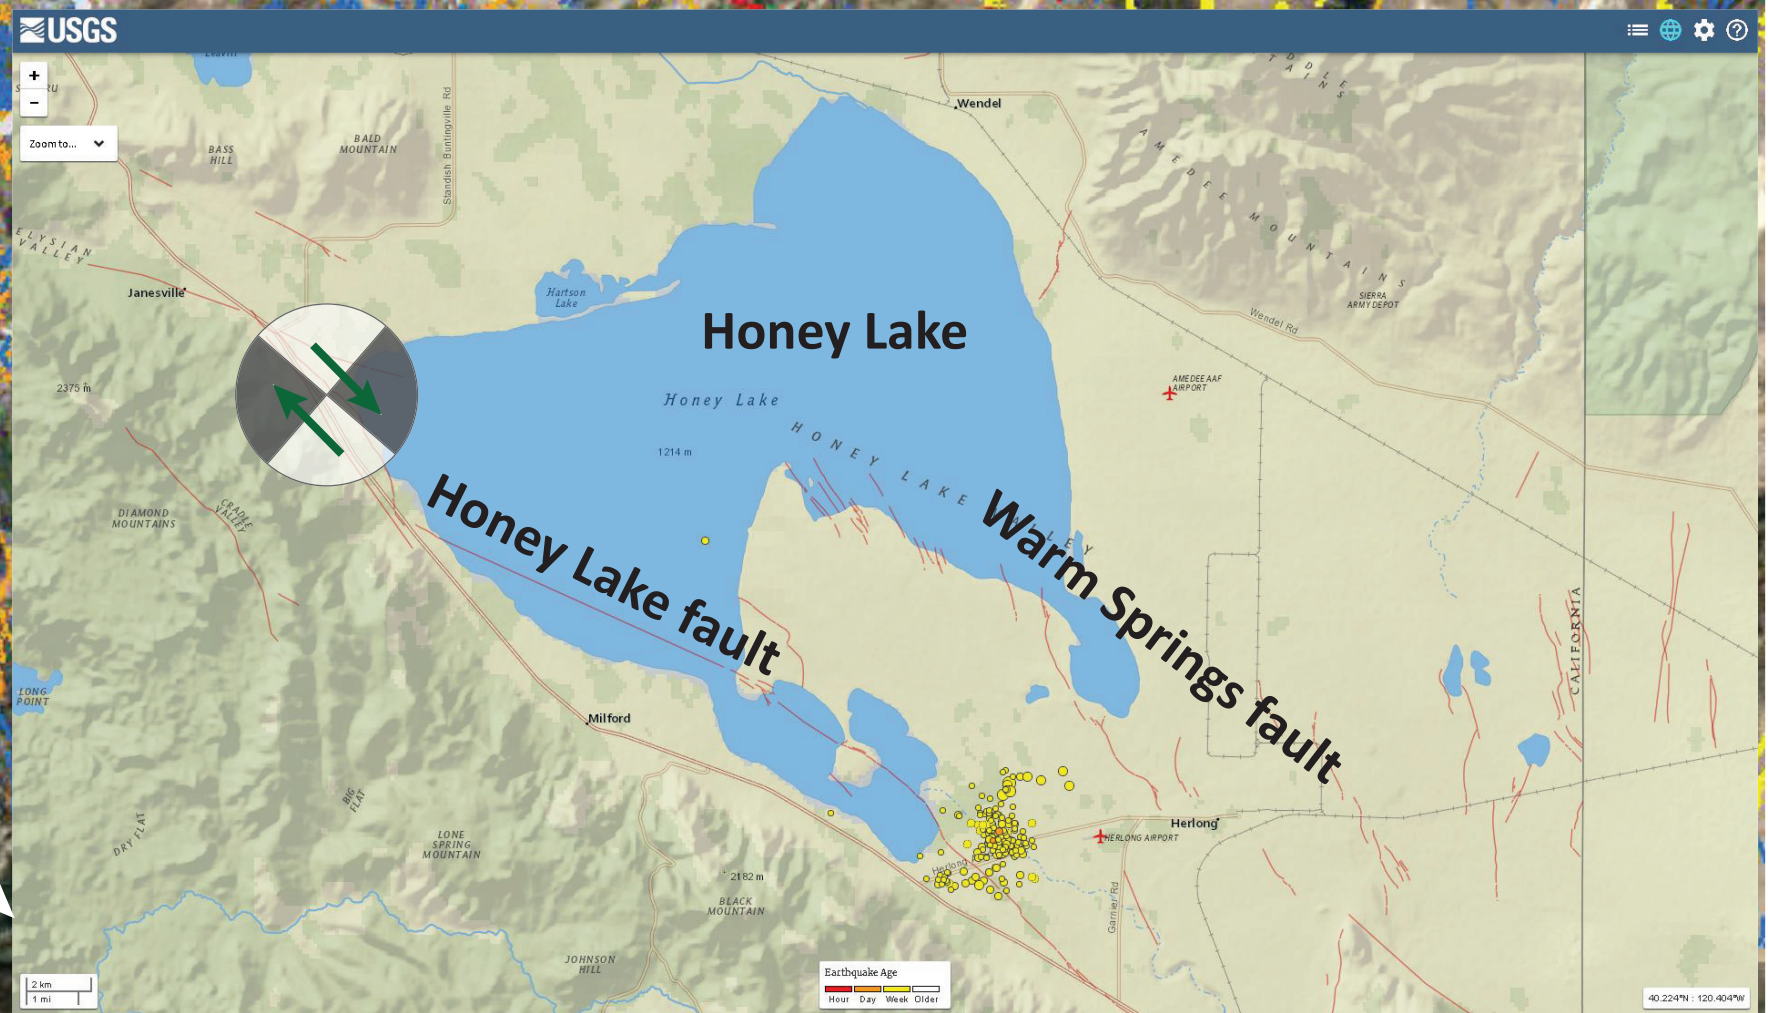 USGS
+
−
Zoom to...
Standish Buntingville Rd
BASS
HILL
BALD
MOUNTAIN
Wendel
AMEDEE MOUNTAINS
ELYSIAN
VALLEY
Janesville
Hartson
Lake
SIERRA
ARMY DEPOT
Wendel Rd
Honey Lake
2375 m
Honey Lake
AMEDEE AAF
AIRPORT
HONEY LAKE
1214 m
DIAMOND
MOUNTAINS
CRADLE
VALLEY
Honey Lake fault
Warm Springs fault
CALIFORNIA
LONG
POINT
Milford
BIG
FLAT
DRY FLAT
LONE
SPRING
MOUNTAIN
Herlong
HERLONG AIRPORT
Herlong
2182 m
BLACK
MOUNTAIN
Garnier Rd
JOHNSON
HILL
2 km
1 mi
Earthquake Age
Hour Day Week Older
40.224°N : 120.404°W